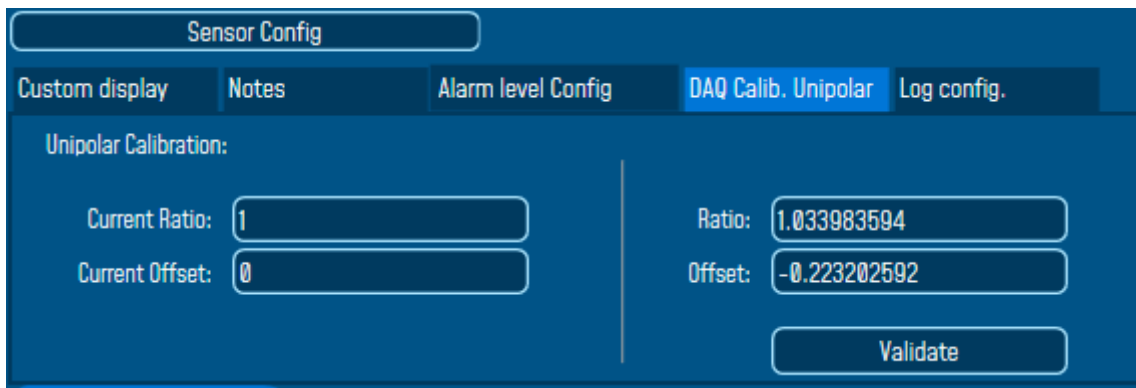 Sensor Config
Custom display Notes Alarm level Config DAQ Calib. Unipolar Log config.
Unipolar Calibration:
Current Ratio: 1 Ratio: 1.033983594
Current Offset: 0 Offset: -0.223202592
Validate